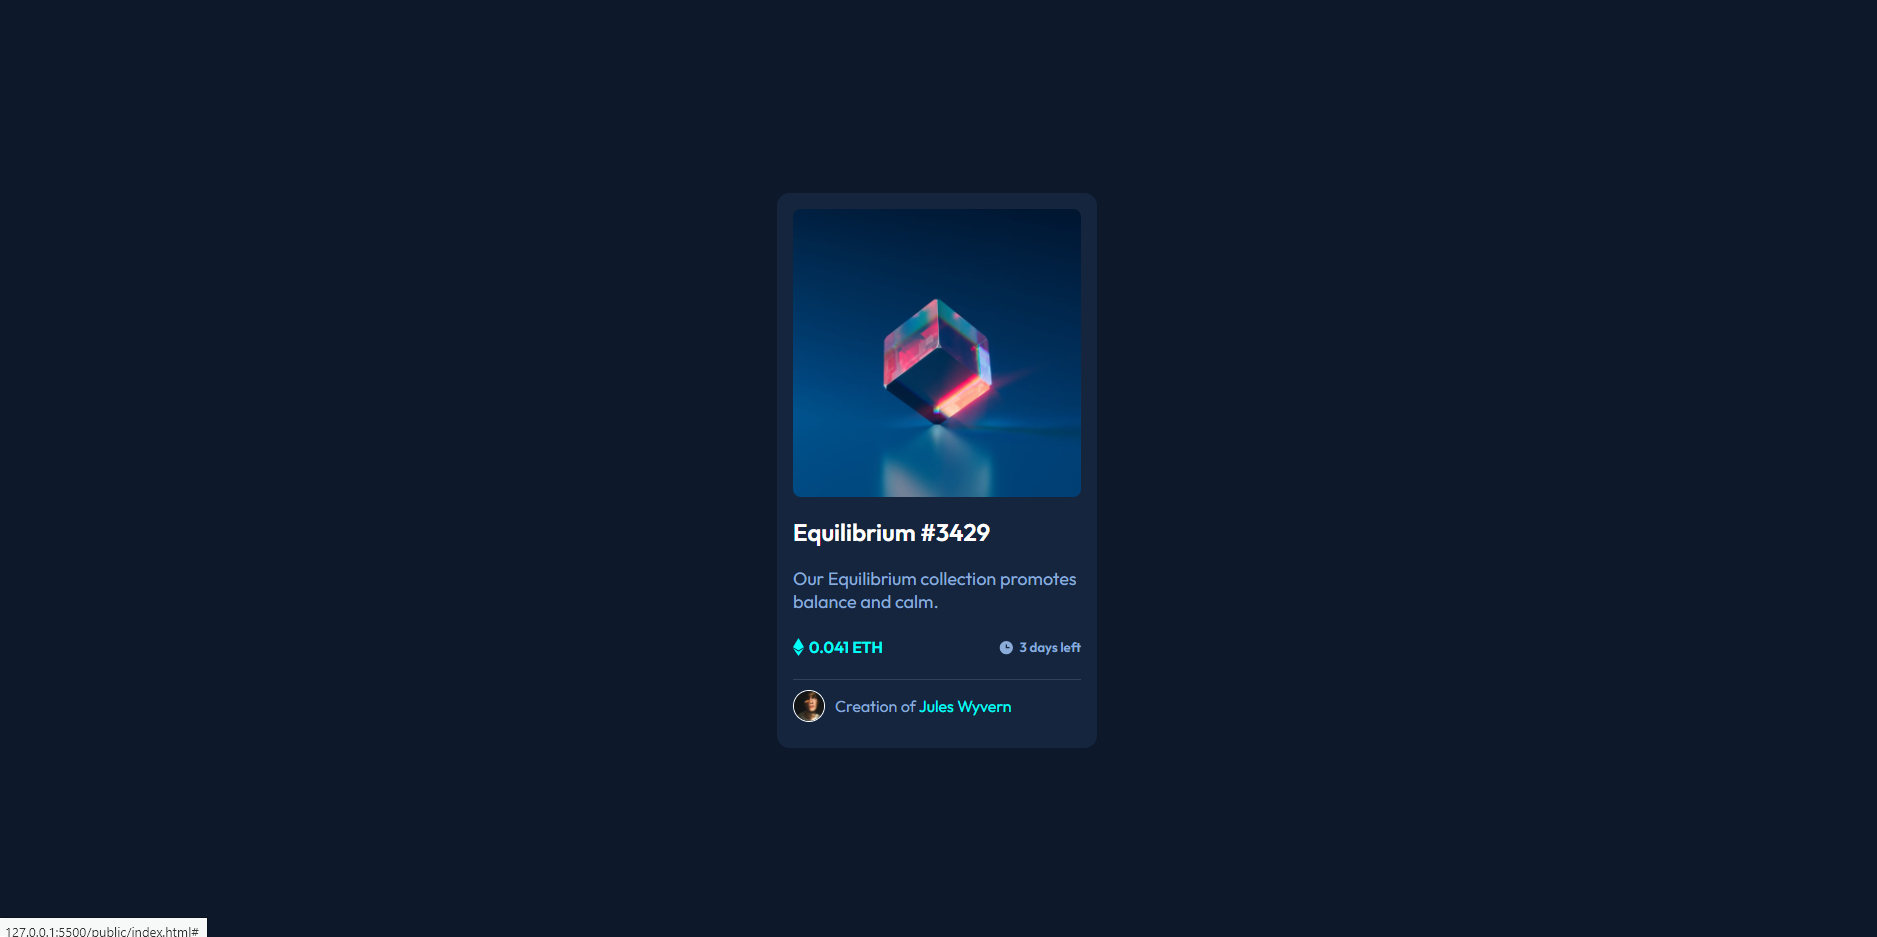 Equilibrium #3429
Our Equilibrium collection promotes
balance and calm.
0.041 ETH
3 days left
Creation of Jules Wyvern
127.0.0.1:5500/public/index.html#